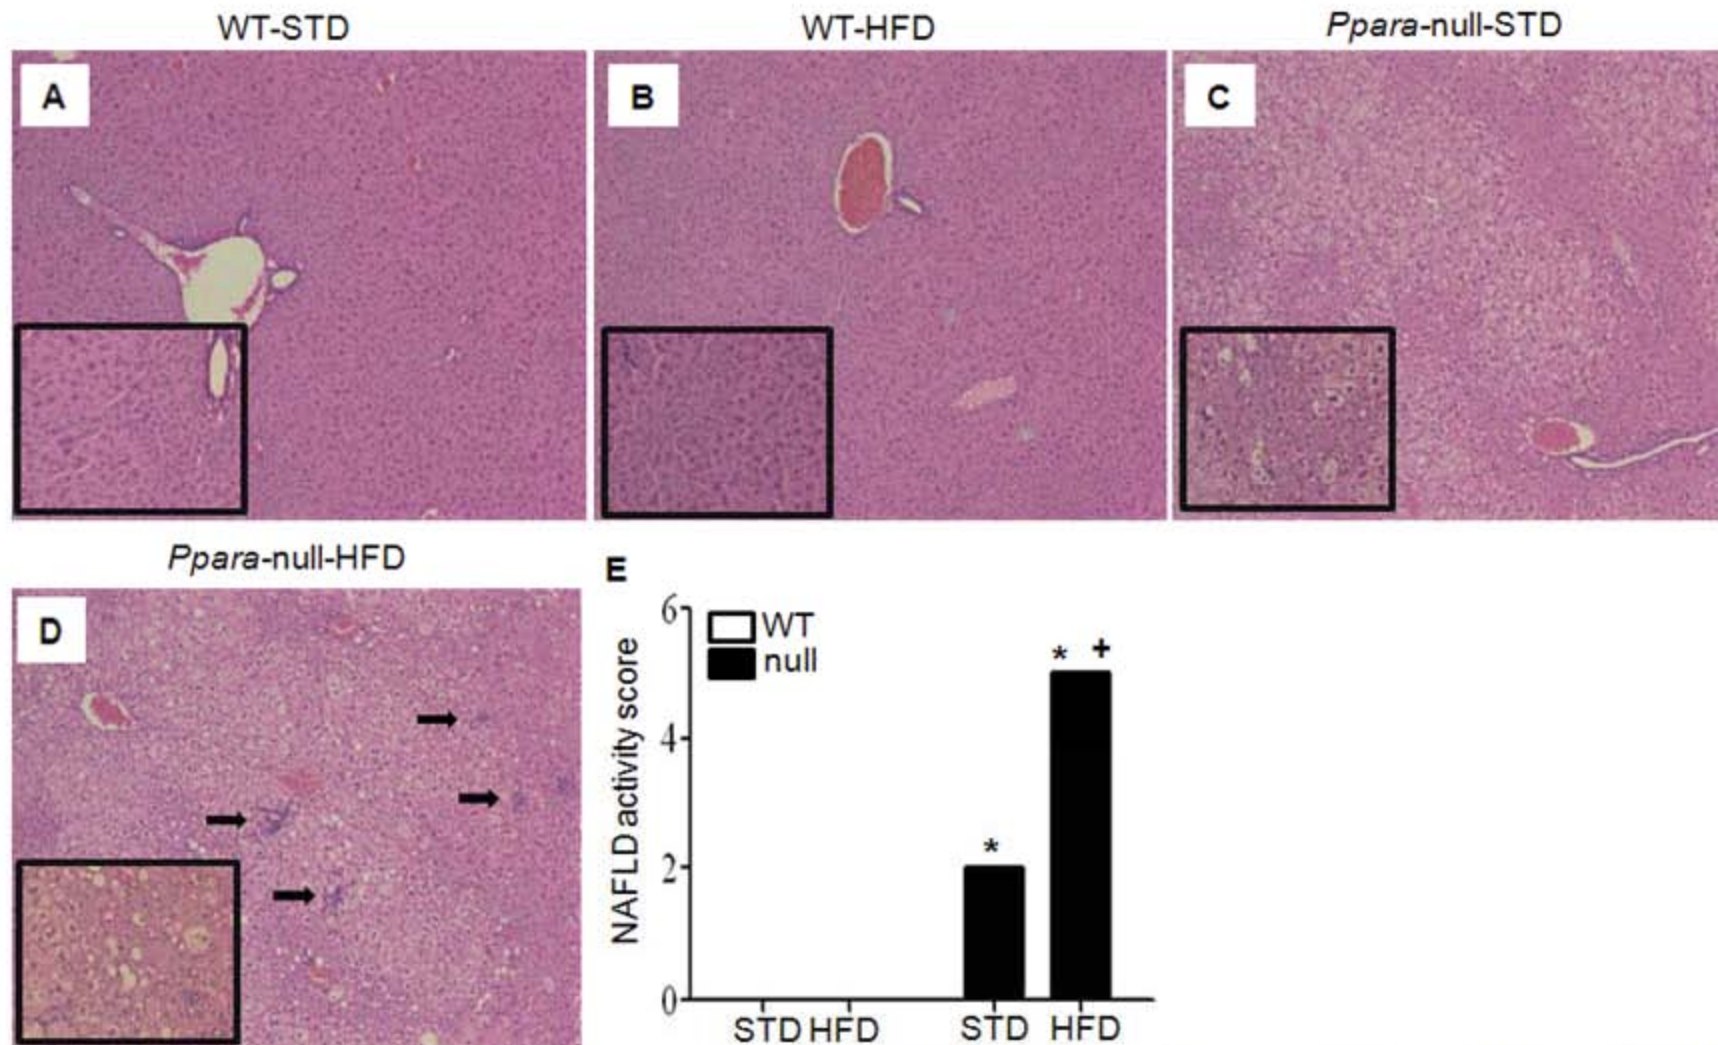 WT-STD
WT-HFD
Ppara-null-STD
A
B
C
Ppara-null-HFD
D
E
NAFLD activity score
6
4
2
0
WT
null
*
* +
STD HFD
STD HFD